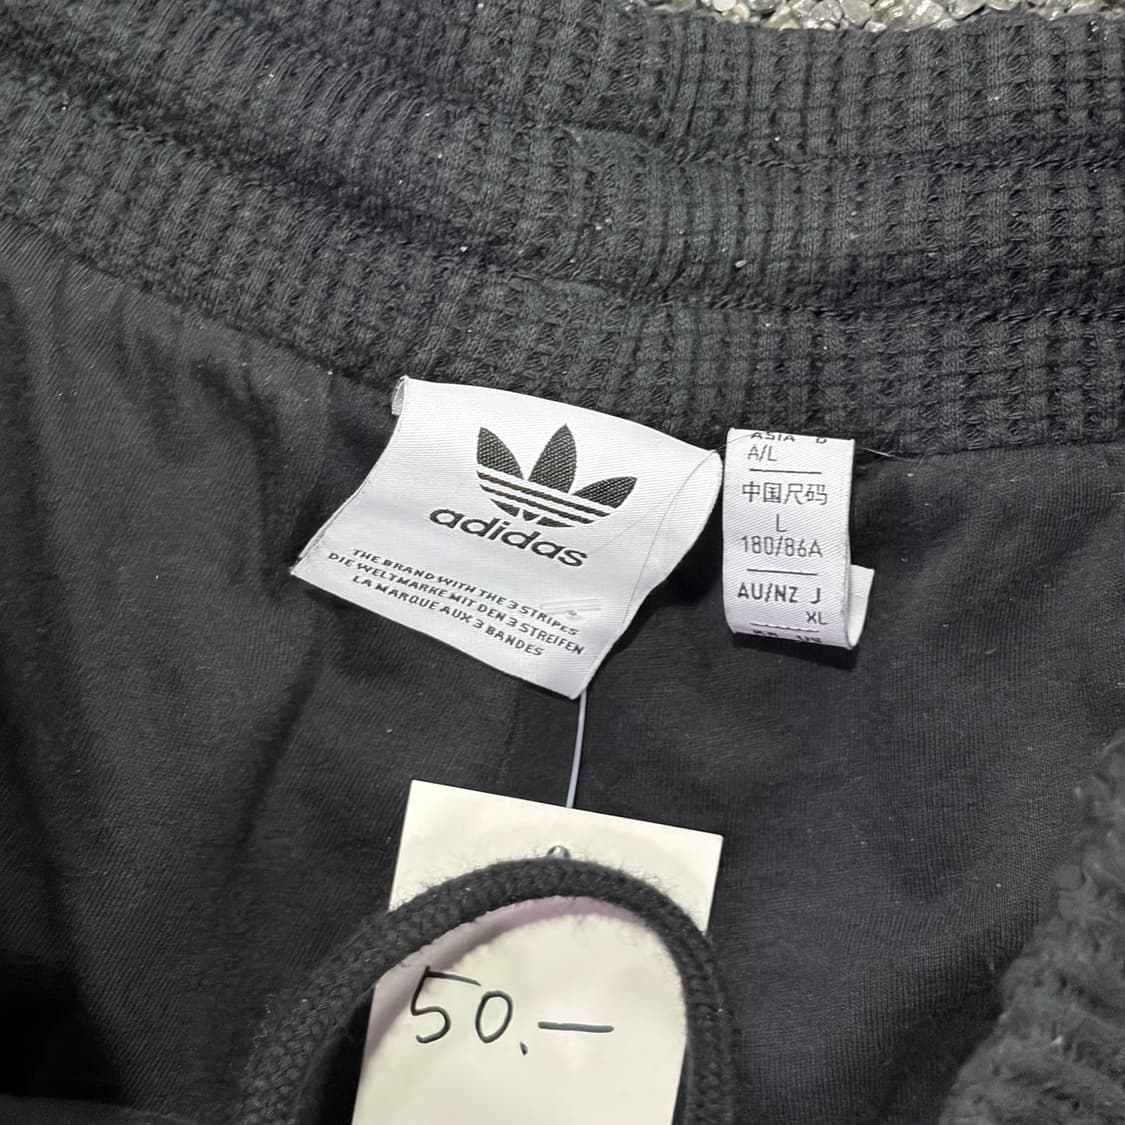 adidas
THE BRAND WITH THE 3 STRIPES
DIE WELTMARKE MIT DEN 3 STREIFEN
LA MARQUE AUX 3 BANDES
ASIA
A/L
中国尺码
L
180/86A
AU/NZ J
XL
50.—